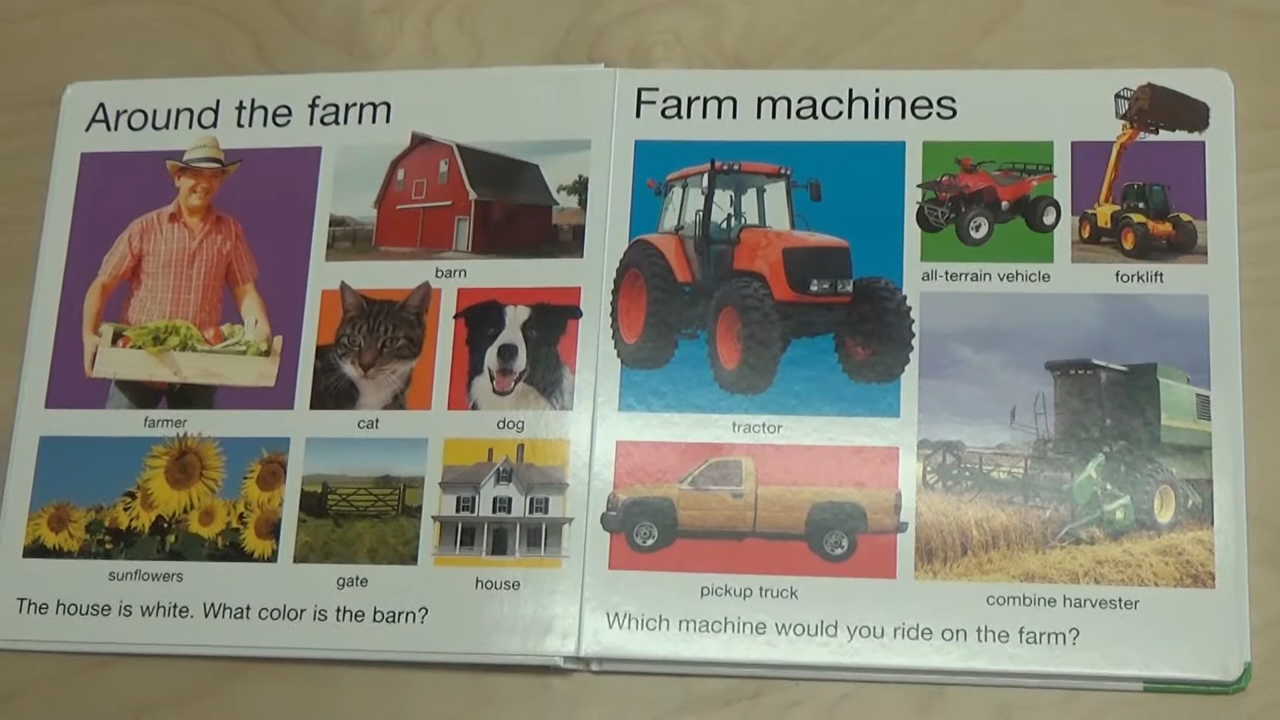 Around the farm
barn
farmer
cat
dog
sunflowers
gate
house
The house is white. What color is the barn?
Farm machines
tractor
all-terrain vehicle
forklift
pickup truck
combine harvester
Which machine would you ride on the farm?